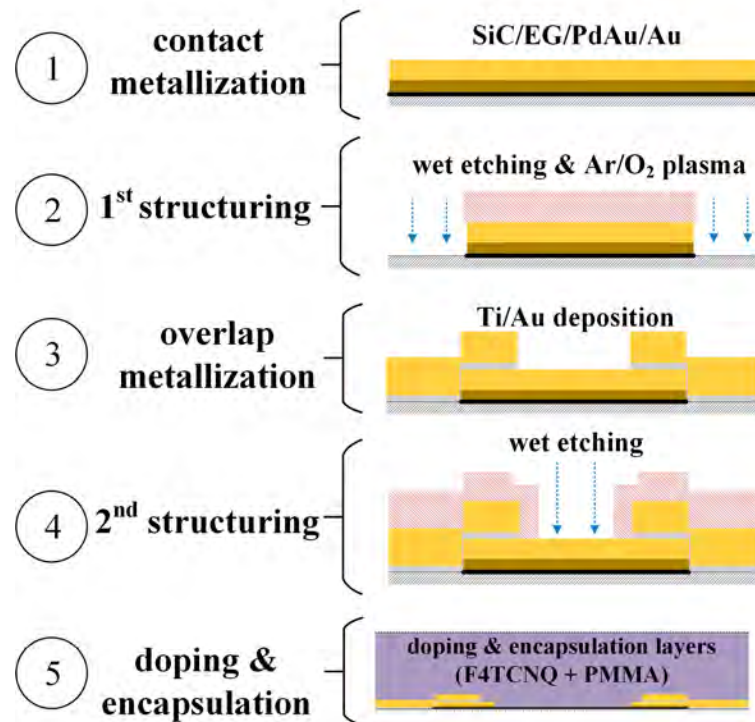 1
contact
metallization
SiC/EG/PdAu/Au
2
1st structuring
wet etching & Ar/O₂ plasma
3
overlap
metallization
Ti/Au deposition
4
2nd structuring
wet etching
5
doping &
encapsulation
doping & encapsulation layers
(F4TCNQ + PMMA)